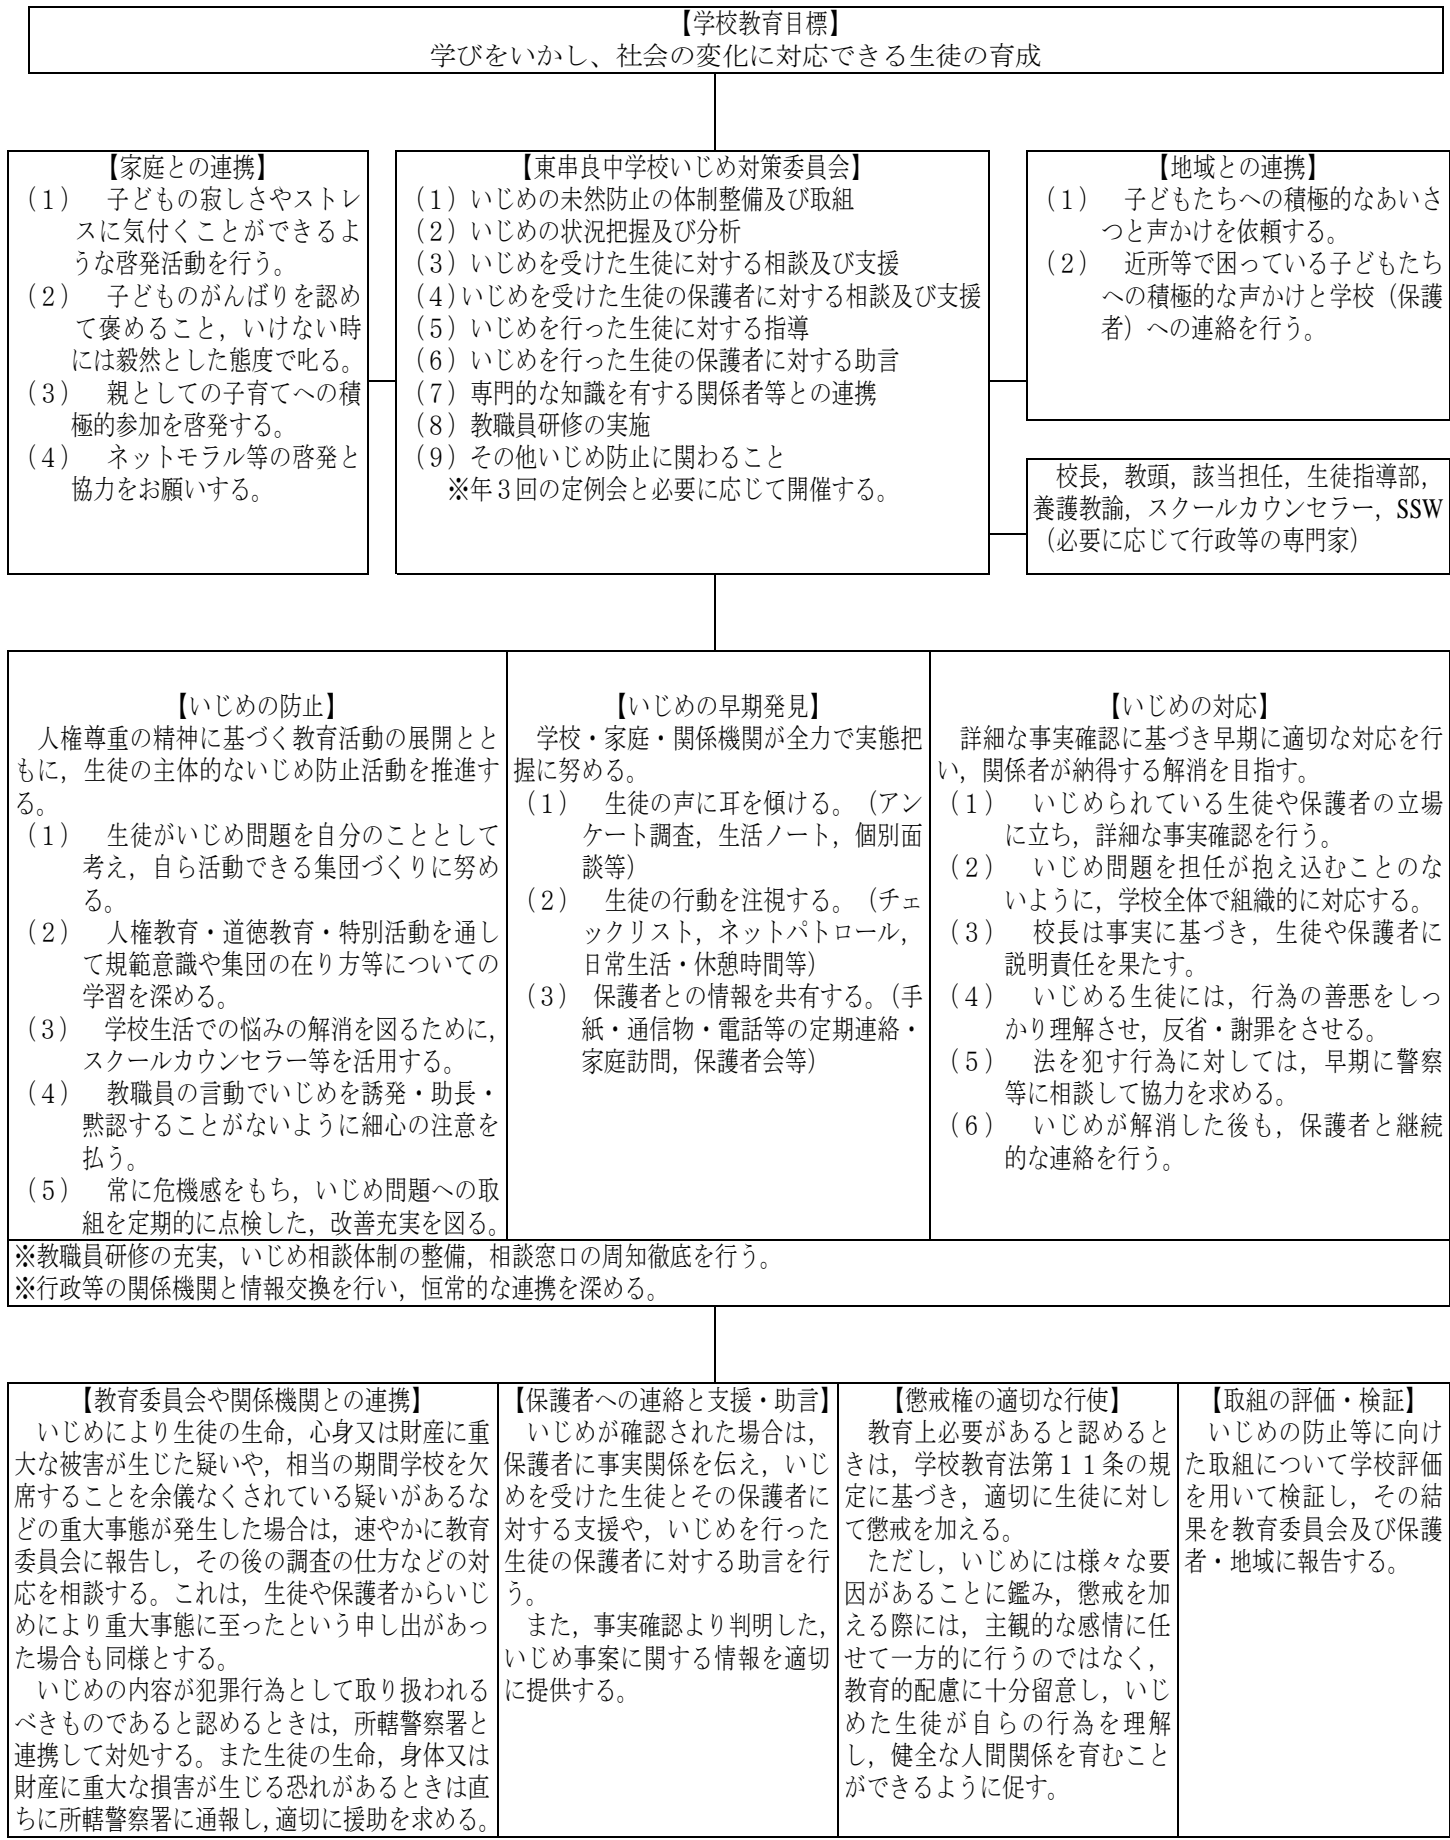 【学校教育目標】
学びをいかし、社会の変化に対応できる生徒の育成
【家庭との連携】
（１）　子どもの寂しさやストレ
スに気付くことができるよ
うな啓発活動を行う。
（２）　子どものがんばりを認め
て褒めること，いけない時
には毅然とした態度で叱る。
（３）　親としての子育てへの積
極的参加を啓発する。
（４）　ネットモラル等の啓発と
協力をお願いする。
【東串良中学校いじめ対策委員会】
（１）いじめの未然防止の体制整備及び取組
（２）いじめの状況把握及び分析
（３）いじめを受けた生徒に対する相談及び支援
（４）いじめを受けた生徒の保護者に対する相談及び支援
（５）いじめを行った生徒に対する指導
（６）いじめを行った生徒の保護者に対する助言
（７）専門的な知識を有する関係者等との連携
（８）教職員研修の実施
（９）その他いじめ防止に関わること
※年３回の定例会と必要に応じて開催する。
【地域との連携】
（１）　子どもたちへの積極的なあいさ
つと声かけを依頼する。
（２）　近所等で困っている子どもたち
への積極的な声かけと学校（保護
者）への連絡を行う。
校長，教頭，該当担任，生徒指導部，
養護教諭，スクールカウンセラー，SSW
（必要に応じて行政等の専門家）
【いじめの防止】
人権尊重の精神に基づく教育活動の展開とと
もに，生徒の主体的ないじめ防止活動を推進す
る。
（１）　生徒がいじめ問題を自分のこととして
考え，自ら活動できる集団づくりに努め
る。
（２）　人権教育・道徳教育・特別活動を通し
て規範意識や集団の在り方等についての
学習を深める。
（３）　学校生活での悩みの解消を図るために，
スクールカウンセラー等を活用する。
（４）　教職員の言動でいじめを誘発・助長・
黙認することがないように細心の注意を
払う。
（５）　常に危機感をもち，いじめ問題への取
組を定期的に点検した，改善充実を図る。
【いじめの早期発見】
学校・家庭・関係機関が全力で実態把
握に努める。
（１）　生徒の声に耳を傾ける。（アン
ケート調査，生活ノート，個別面
談等）
（２）　生徒の行動を注視する。（チェ
ックリスト，ネットパトロール，
日常生活・休憩時間等）
（３）　保護者との情報を共有する。（手
紙・通信物・電話等の定期連絡・
家庭訪問，保護者会等）
【いじめの対応】
詳細な事実確認に基づき早期に適切な対応を行
い，関係者が納得する解消を目指す。
（１）　いじめられている生徒や保護者の立場
に立ち，詳細な事実確認を行う。
（２）　いじめ問題を担任が抱え込むことのな
いように，学校全体で組織的に対応する。
（３）　校長は事実に基づき，生徒や保護者に
説明責任を果たす。
（４）　いじめる生徒には，行為の善悪をしっ
かり理解させ，反省・謝罪をさせる。
（５）　法を犯す行為に対しては，早期に警察
等に相談して協力を求める。
（６）　いじめが解消した後も，保護者と継続
的な連絡を行う。
※教職員研修の充実，いじめ相談体制の整備，相談窓口の周知徹底を行う。
※行政等の関係機関と情報交換を行い，恒常的な連携を深める。
【教育委員会や関係機関との連携】
いじめにより生徒の生命，心身又は財産に重
大な被害が生じた疑いや，相当の期間学校を欠
席することを余儀なくされている疑いがあるな
どの重大事態が発生した場合は，速やかに教育
委員会に報告し，その後の調査の仕方などの対
応を相談する。これは，生徒や保護者からいじ
めにより重大事態に至ったという申し出があっ
た場合も同様とする。
いじめの内容が犯罪行為として取り扱われる
べきものであると認めるときは，所轄警察署と
連携して対処する。また生徒の生命，身体又は
財産に重大な損害が生じる恐れがあるときは直
ちに所轄警察署に通報し，適切に援助を求める。
【保護者への連絡と支援・助言】
いじめが確認された場合は，
保護者に事実関係を伝え，いじ
めを受けた生徒とその保護者に
対する支援や，いじめを行った
生徒の保護者に対する助言を行
う。
また，事実確認より判明した，
いじめ事案に関する情報を適切
に提供する。
【懲戒権の適切な行使】
教育上必要があると認めると
きは，学校教育法第１１条の規
定に基づき，適切に生徒に対し
て懲戒を加える。
ただし，いじめには様々な要
因があることに鑑み，懲戒を加
える際には，主観的な感情に任
せて一方的に行うのではなく，
教育的配慮に十分留意し，いじ
めた生徒が自らの行為を理解
し，健全な人間関係を育むこと
ができるように促す。
【取組の評価・検証】
いじめの防止等に向け
た取組について学校評価
を用いて検証し，その結
果を教育委員会及び保護
者・地域に報告する。